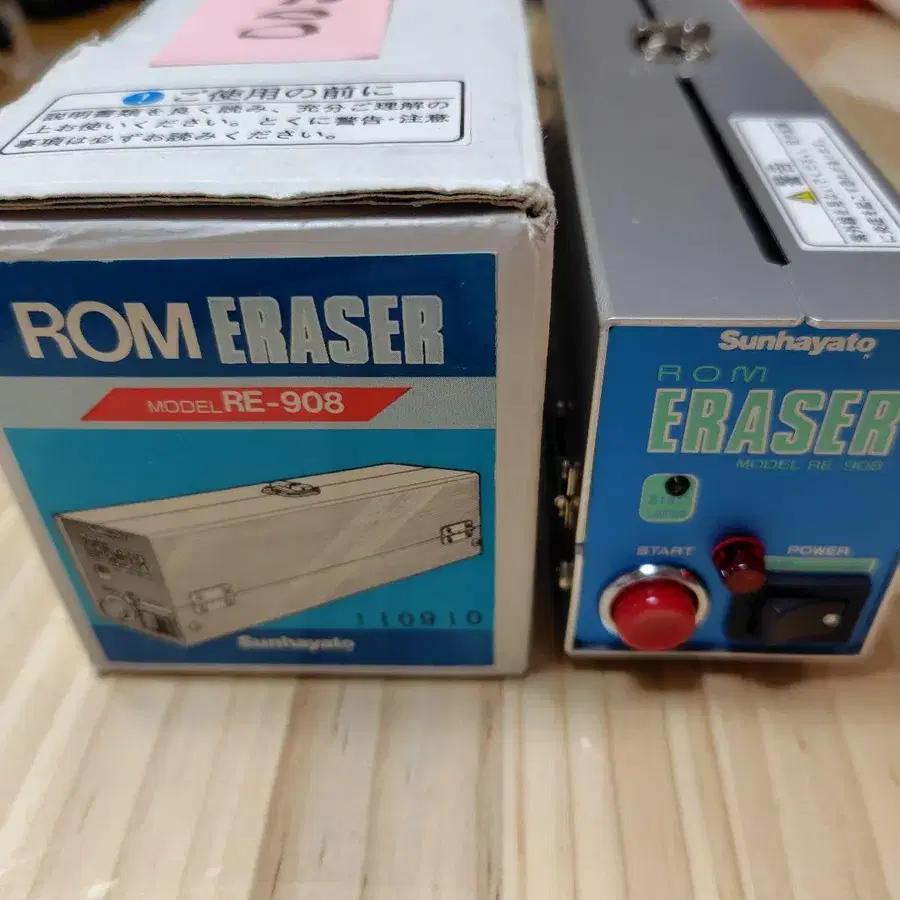 ご使用の前に
説明書類を良く読み、充分ご理解の
上お使いください。とくに警告・注意
事項は必ずお読みください。
ROM ERASER
MODEL RE-908
110910
Sunhayato
警告
Sunhayato
ROM
ERASER
MODEL RE 908
START
POWER